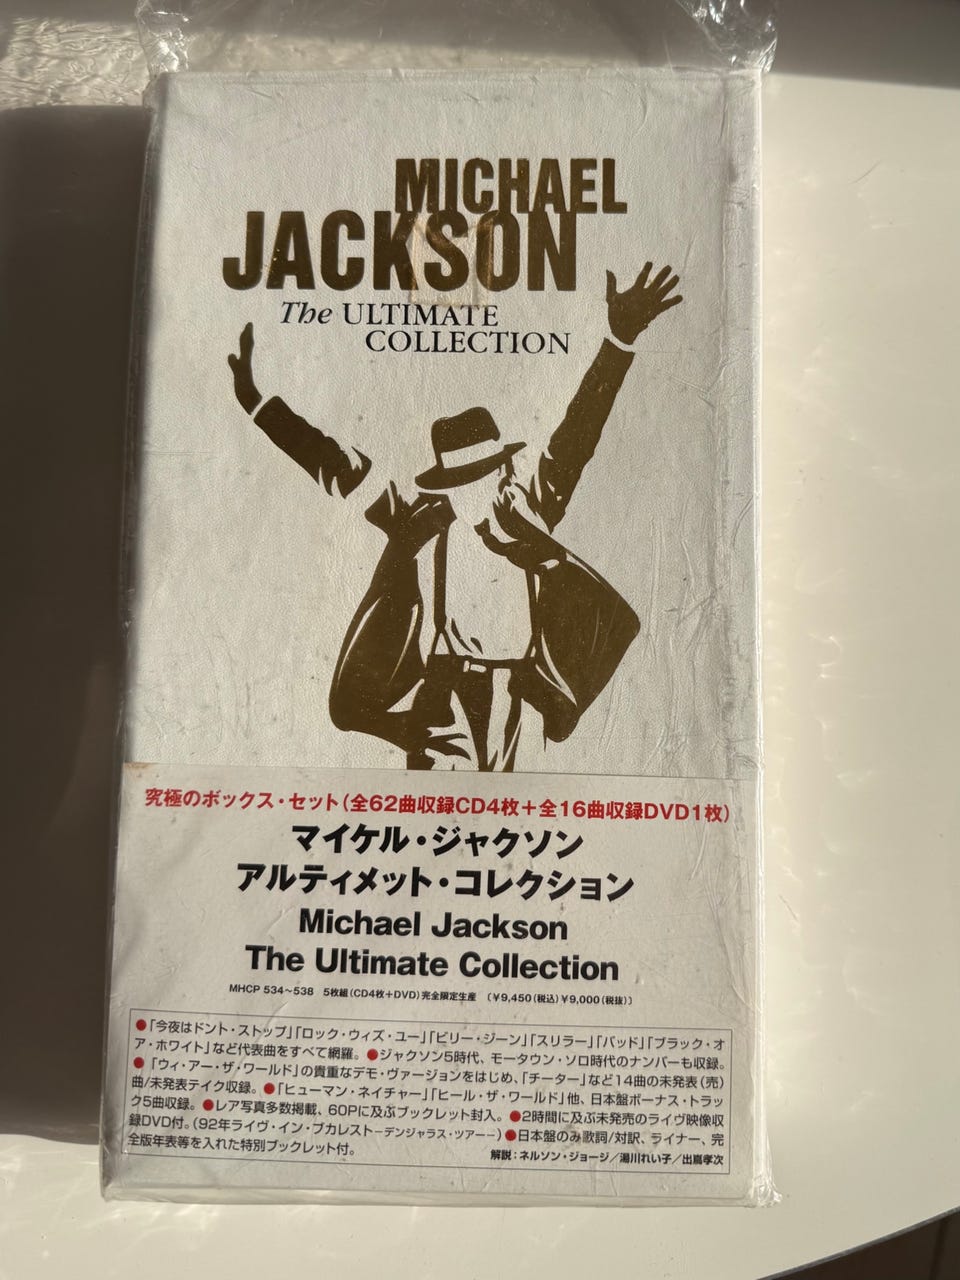 MICHAEL
JACKSON
The ULTIMATE
COLLECTION
究極のボックス・セット(全62曲収録CD4枚+全16曲収録DVD1枚)
マイケル・ジャクソン
アルティメット・コレクション
Michael Jackson
The Ultimate Collection
MHCP 534~538 5枚組(CD4枚+DVD)完全限定生産 〔¥9,450(税込)¥9,000(税抜)〕
●「今夜はドント・ストップ」「ロック・ウィズ・ユー」「ビリー・ジーン」「スリラー」「バッド」「ブラック・オ
ア・ホワイト」など代表曲をすべて網羅。●ジャクソン5時代、モータウン・ソロ時代のナンバーも収録。
●「ウィ・アー・ザ・ワールド」の貴重なデモ・ヴァージョンをはじめ、「チーター」など14曲の未発表(売)
曲/未発表テイク収録。●「ヒューマン・ネイチャー」「ヒール・ザ・ワールド」他、日本盤ボーナス・トラッ
ク5曲収録。●レア写真多数掲載、60Pに及ぶブックレット封入。●2時間に及ぶ未発売のライヴ映像収
録DVD付。(92年ライヴ・イン・ブカレスト−デンジャラス・ツアー−)●日本盤のみ歌詞/対訳、ライナー、完
全版年表等を入れた特別ブックレット付。
解説:ネルソン・ジョージ/湯川れい子/出嶌孝次